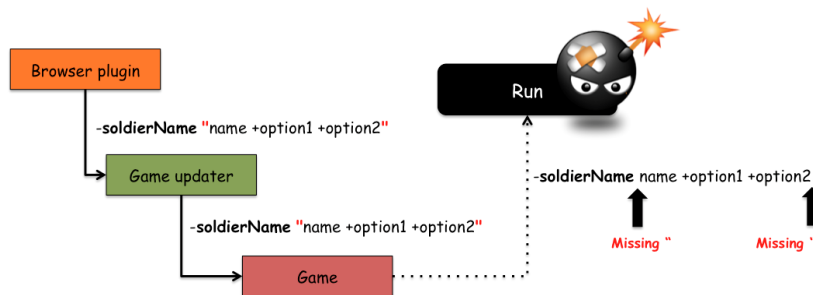 Browser plugin
Run
-soldierName "name +option1 +option2"
Game updater
-soldierName name +option1 +option2
-soldierName "name +option1 +option2"
Missing “
Missing “
Game